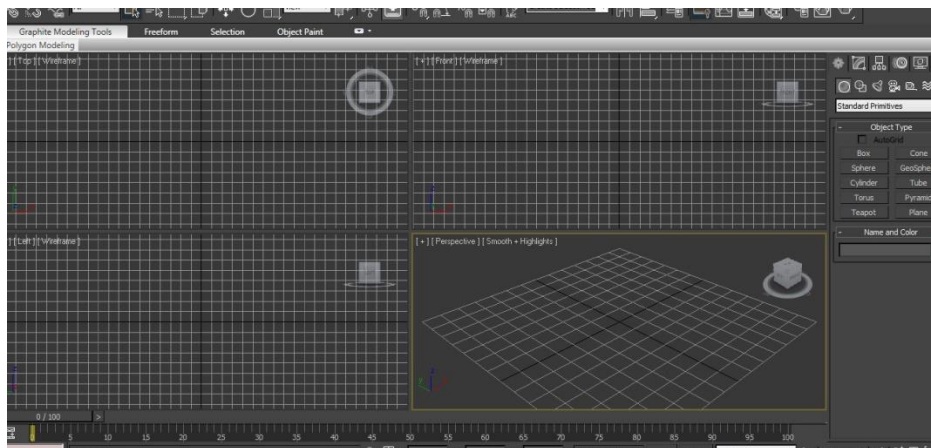 Graphite Modeling Tools Freeform Selection Object Paint
Polygon Modeling
] [ Top ] [ Wireframe ]
[ + ] [ Front ] [ Wireframe ]
Standard Primitives
- Object Type
AutoGrid
Box Cone
Sphere GeoSphe
Cylinder Tube
Torus Pyramid
Teapot Plane
- Name and Color
] [ Left ] [ Wireframe ]
[ + ] [ Perspective ] [ Smooth + Highlights ]
0 / 100 >
0 5 10 15 20 25 30 35 40 45 50 55 60 65 70 75 80 85 90 95 100